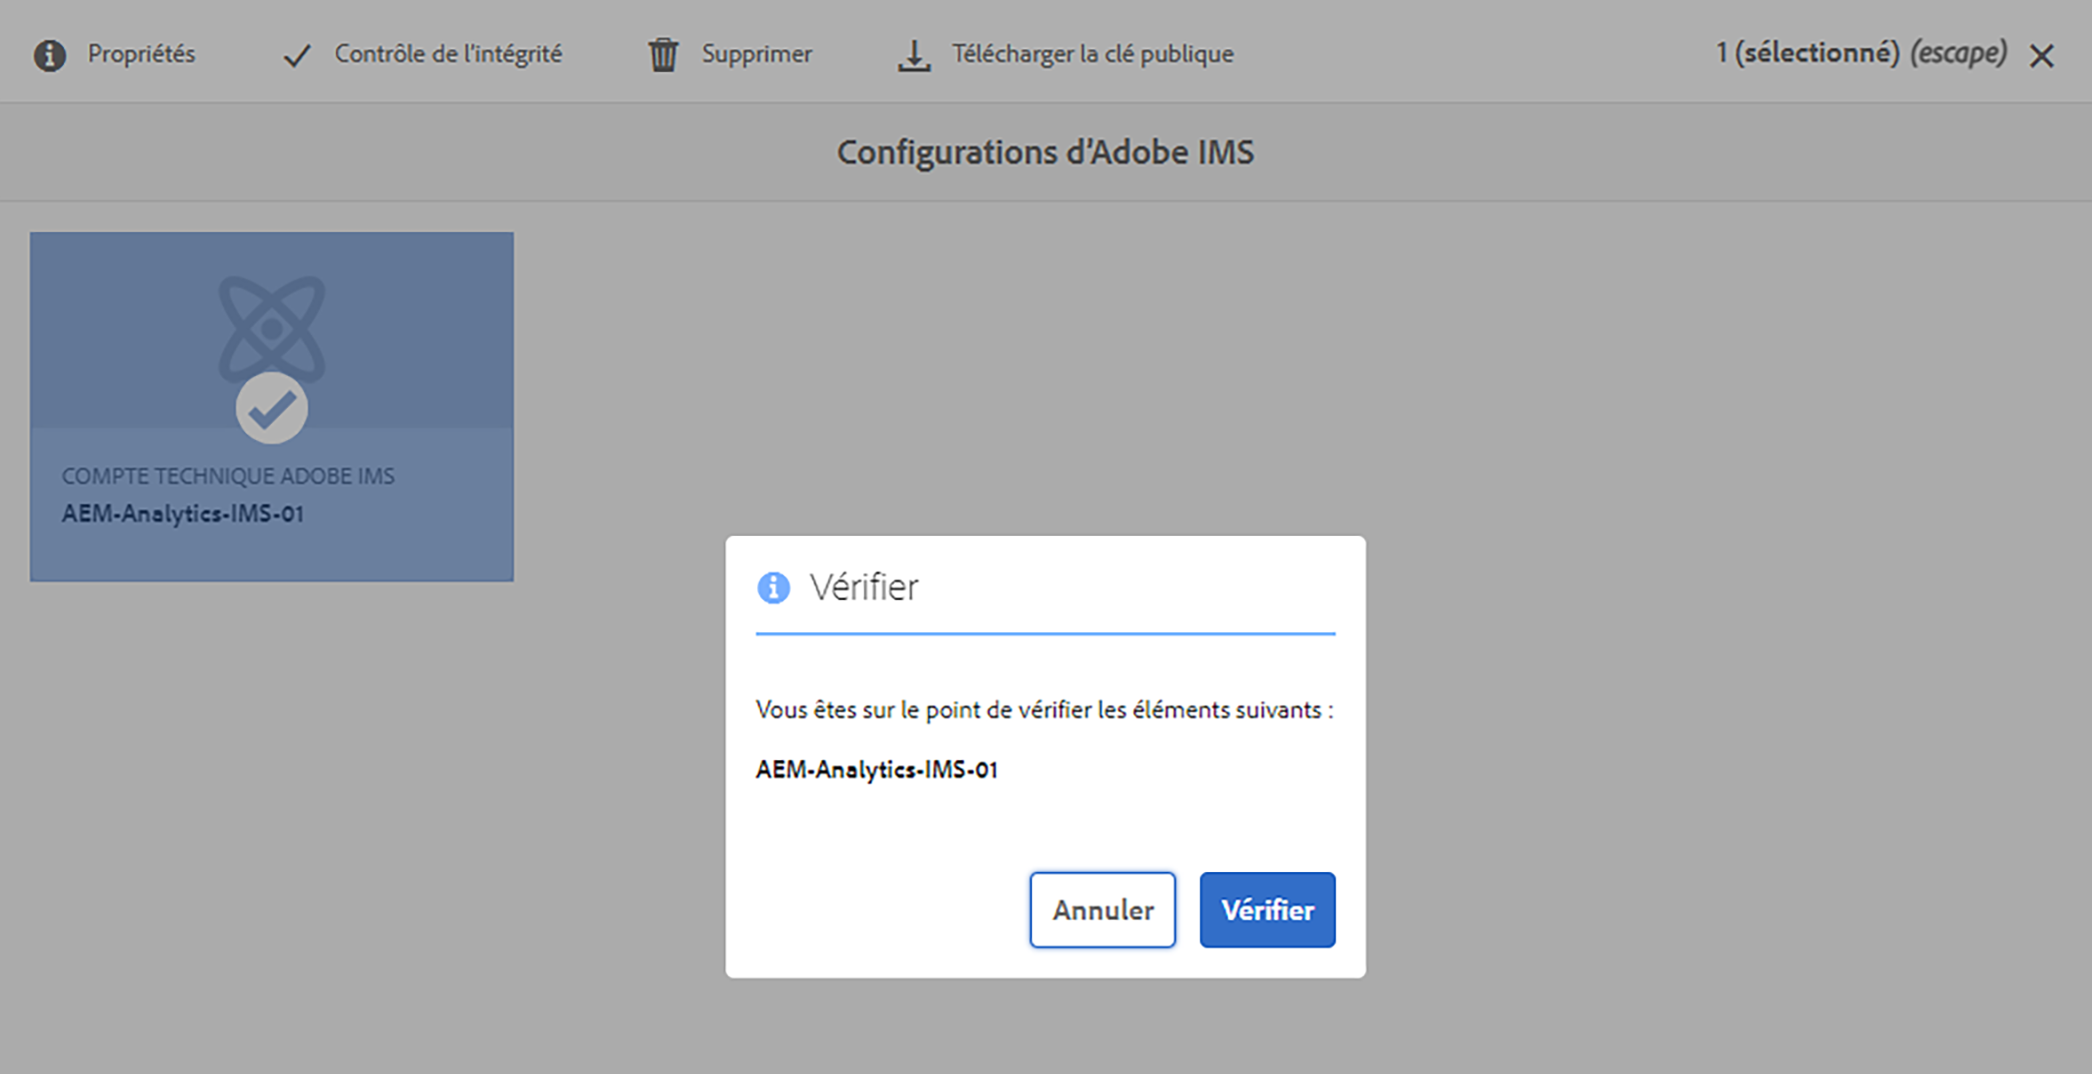 Propriétés
Contrôle de l'intégrité
Supprimer
Télécharger la clé publique
1 (sélectionné) (escape)
Configurations d’Adobe IMS
COMPTE TECHNIQUE ADOBE IMS
AEM-Analytics-IMS-01
Vérifier
Vous êtes sur le point de vérifier les éléments suivants :
AEM-Analytics-IMS-01
Annuler
Vérifier